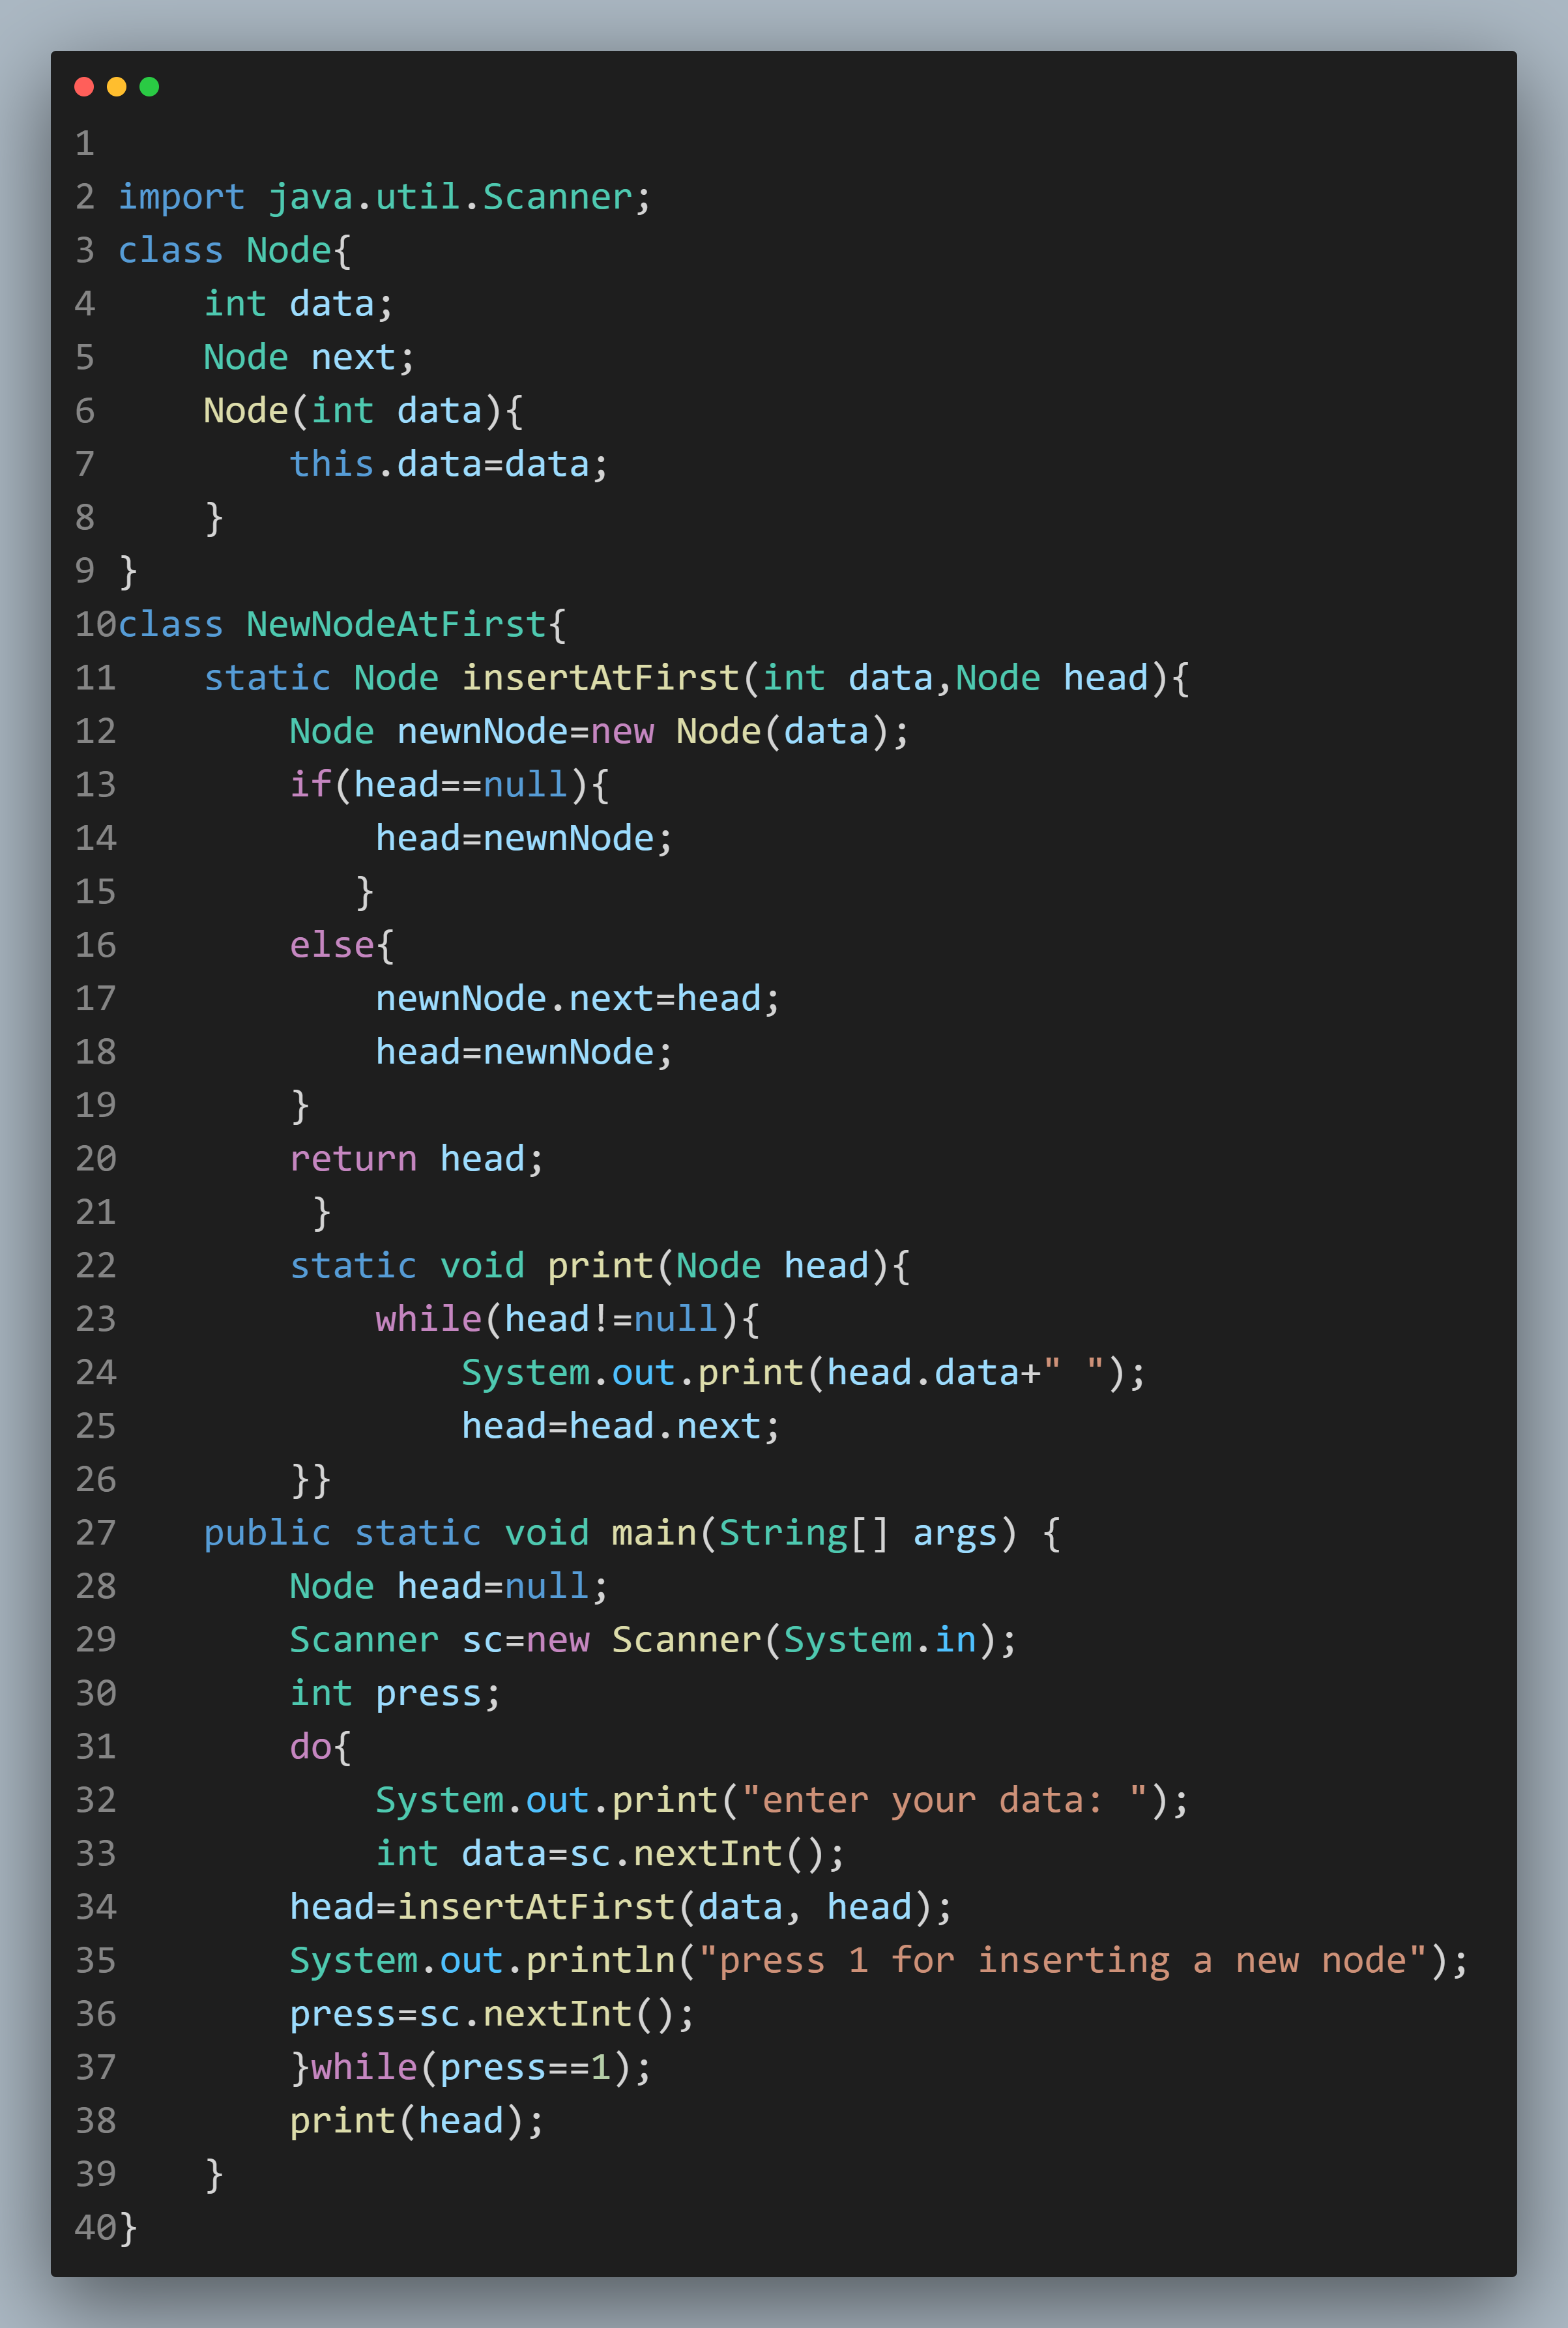 1
2 import java.util.Scanner;
3 class Node{
4     int data;
5     Node next;
6     Node(int data){
7         this.data=data;
8     }
9 }
10class NewNodeAtFirst{
11    static Node insertAtFirst(int data,Node head){
12        Node newnNode=new Node(data);
13        if(head==null){
14            head=newnNode;
15           }
16        else{
17            newnNode.next=head;
18            head=newnNode;
19        }
20        return head;
21         }
22        static void print(Node head){
23            while(head!=null){
24                System.out.print(head.data+" ");
25                head=head.next;
26        }}
27    public static void main(String[] args) {
28        Node head=null;
29        Scanner sc=new Scanner(System.in);
30        int press;
31        do{
32            System.out.print("enter your data: ");
33            int data=sc.nextInt();
34        head=insertAtFirst(data, head);
35        System.out.println("press 1 for inserting a new node");
36        press=sc.nextInt();
37        }while(press==1);
38        print(head);
39    }
40}